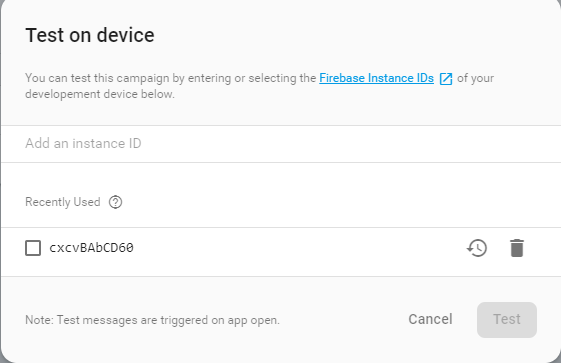 Test on device
You can test this campaign by entering or selecting the Firebase Instance IDs of your
developement device below.
Add an instance ID
Recently Used
cxcvBAbCD60
Note: Test messages are triggered on app open.
Cancel
Test